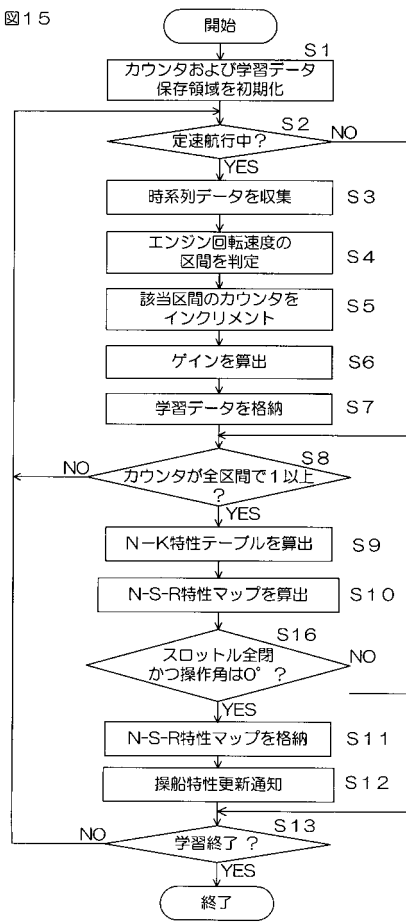 図15
開始
S1
カウンタおよび学習データ
保存領域を初期化
S2
定速航行中？
NO
YES
時系列データを収集
S3
エンジン回転速度の
区間を判定
S4
該当区間のカウンタを
インクリメント
S5
ゲインを算出
S6
学習データを格納
S7
S8
NO
カウンタが全区間で1以上
？
YES
N－K特性テーブルを算出
S9
N-S-R特性マップを算出
S10
S16
スロットル全閉
かつ操作角は0°？
NO
YES
N-S-R特性マップを格納
S11
操船特性更新通知
S12
S13
NO
学習終了？
YES
終了